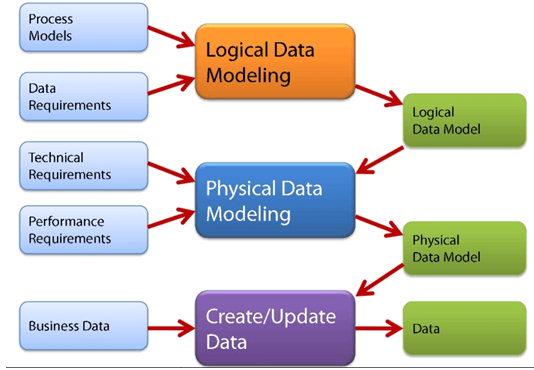 Process
Models
Logical Data
Modeling
Data
Requirements
Logical
Data Model
Technical
Requirements
Physical Data
Modeling
Performance
Requirements
Physical
Data Model
Business Data
Create/Update
Data
Data